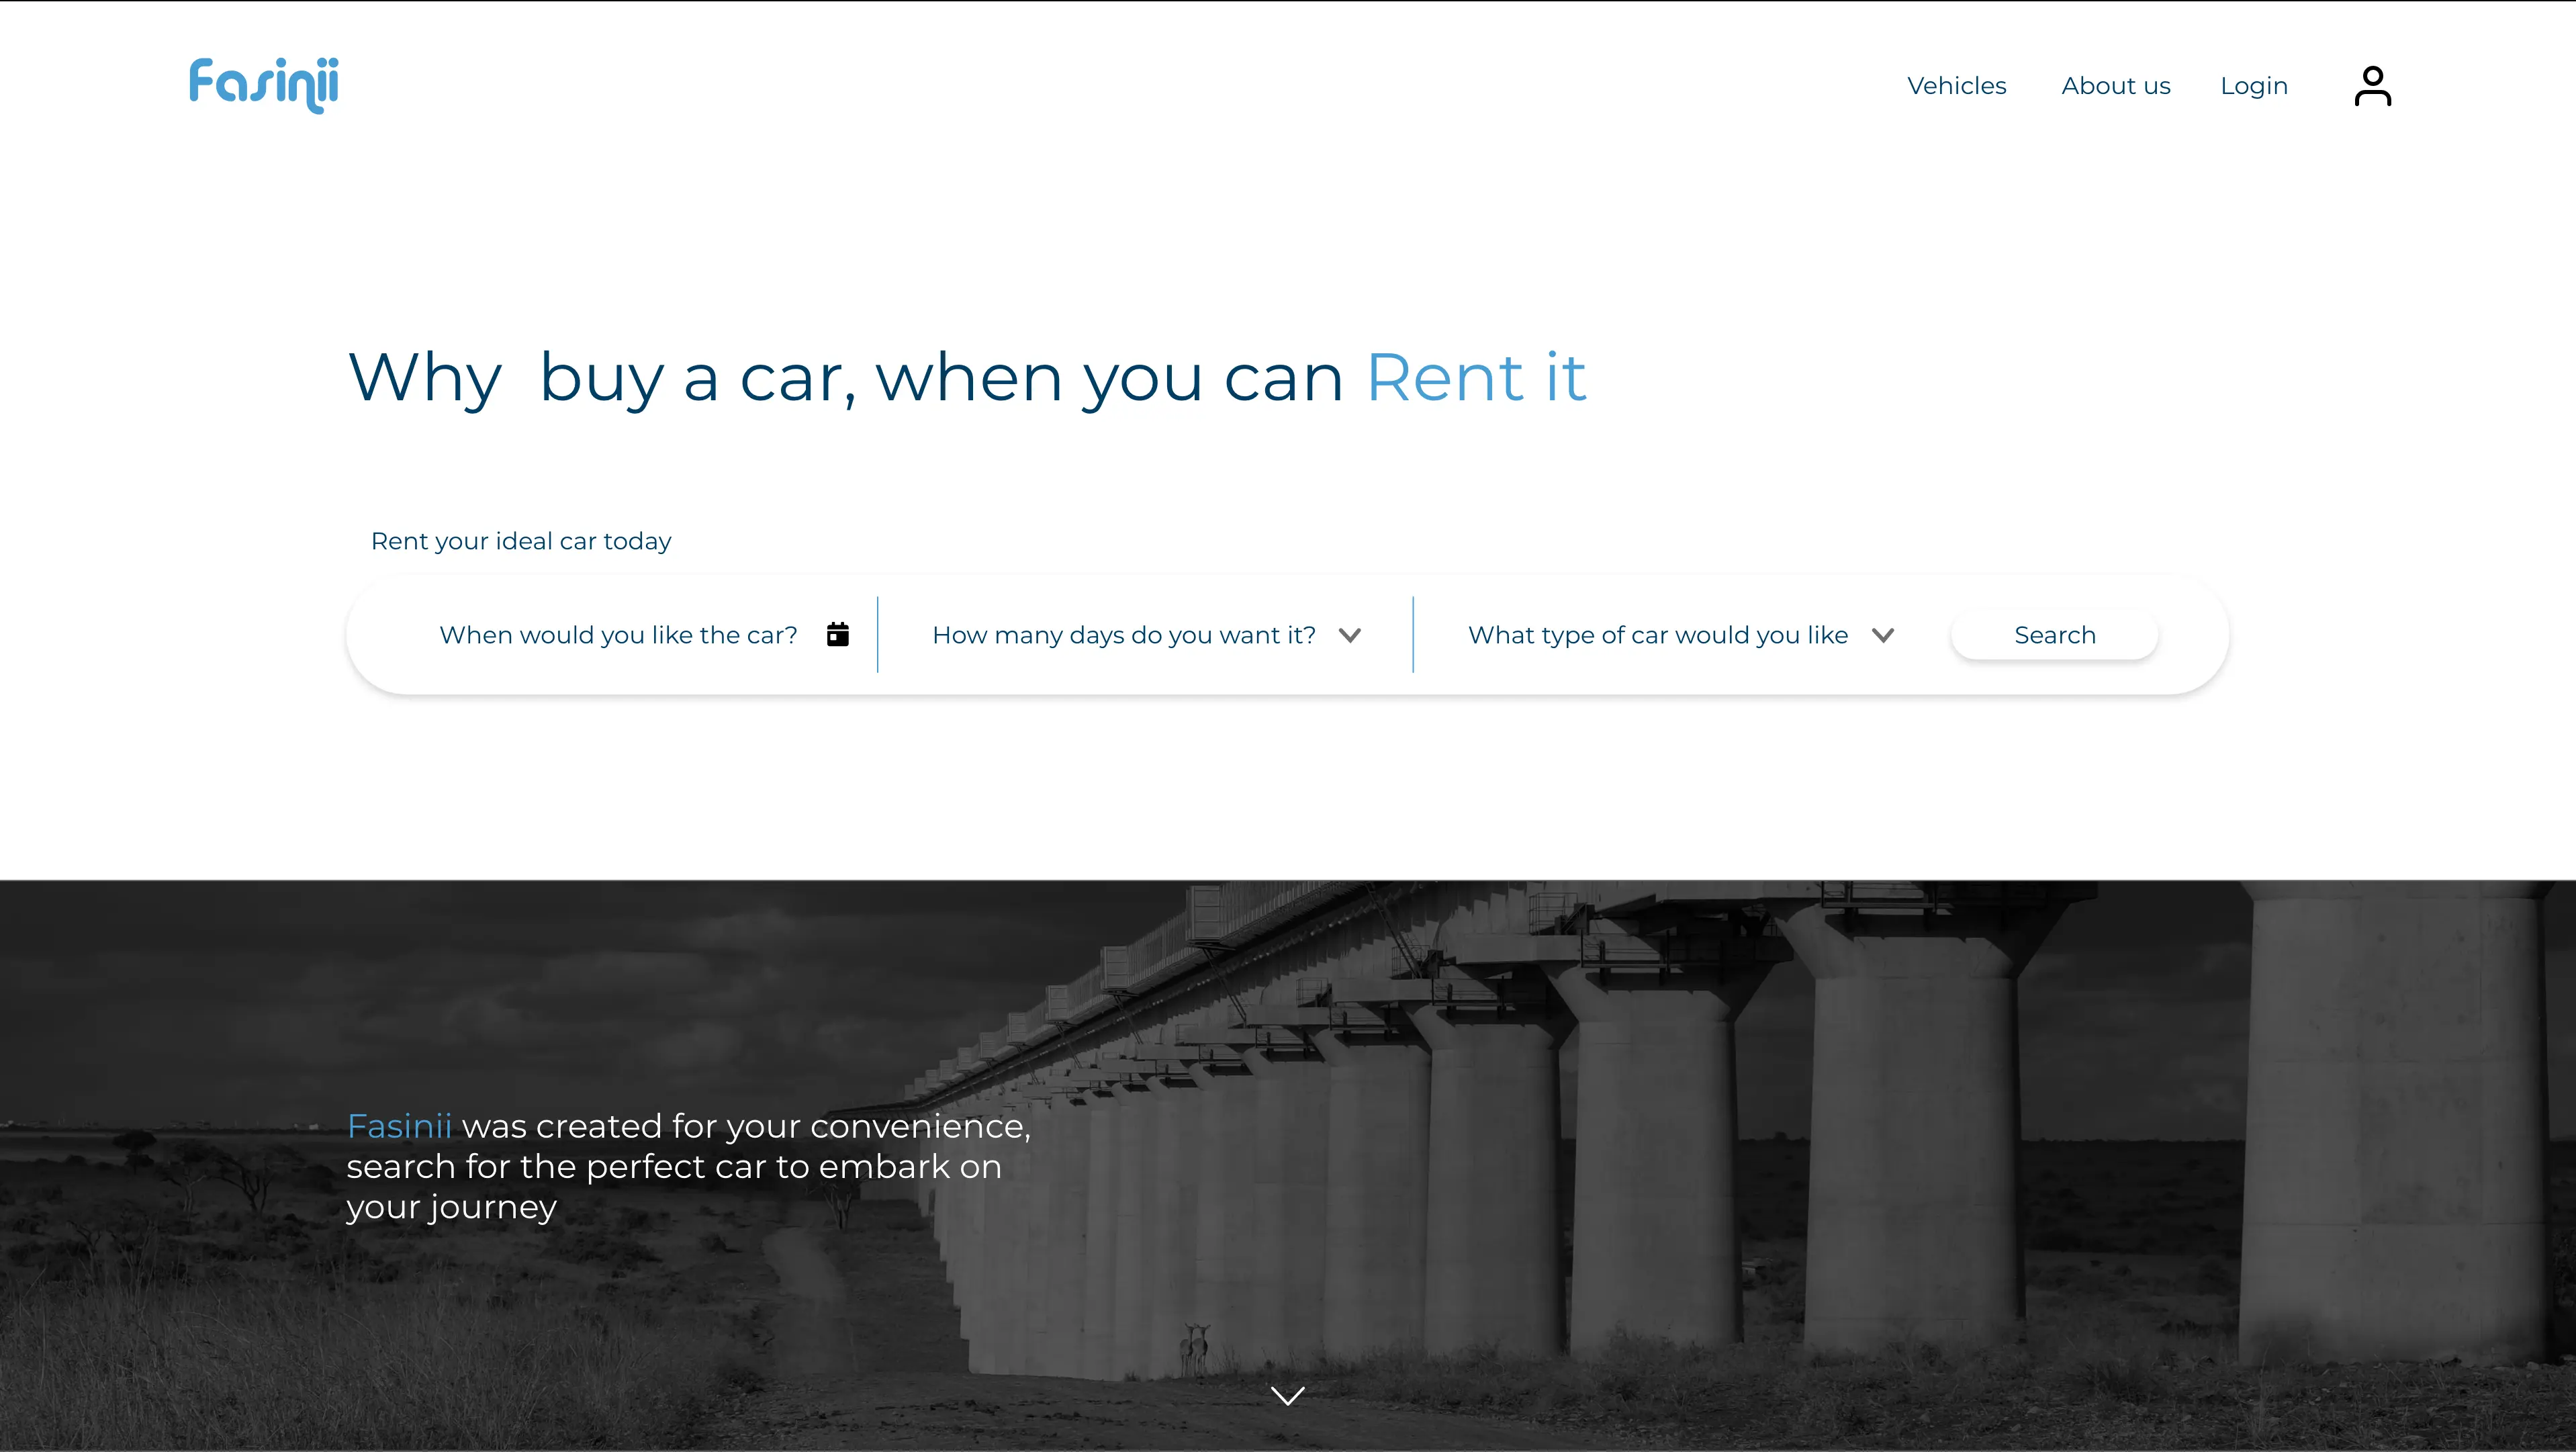 Fasinii
Vehicles About us Login
Why buy a car, when you can Rent it
Rent your ideal car today
When would you like the car? How many days do you want it? What type of car would you like Search
Fasinii was created for your convenience,
search for the perfect car to embark on
your journey